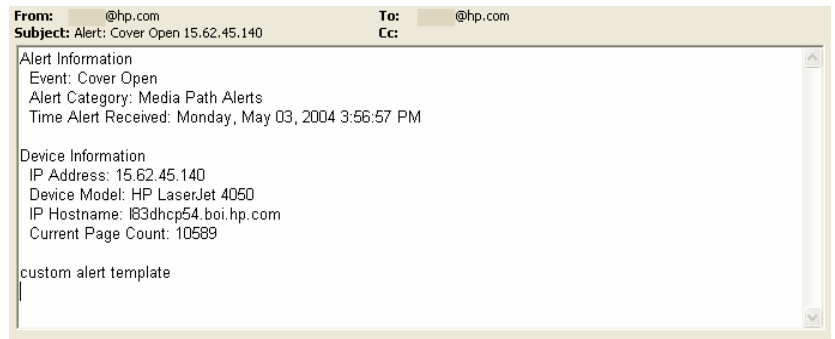 From: @hp.com To: @hp.com
Subject: Alert: Cover Open 15.62.45.140 Cc:
Alert Information
Event: Cover Open
Alert Category: Media Path Alerts
Time Alert Received: Monday, May 03, 2004 3:56:57 PM
Device Information
IP Address: 15.62.45.140
Device Model: HP LaserJet 4050
IP Hostname: l83dhcp54.boi.hp.com
Current Page Count: 10589
custom alert template